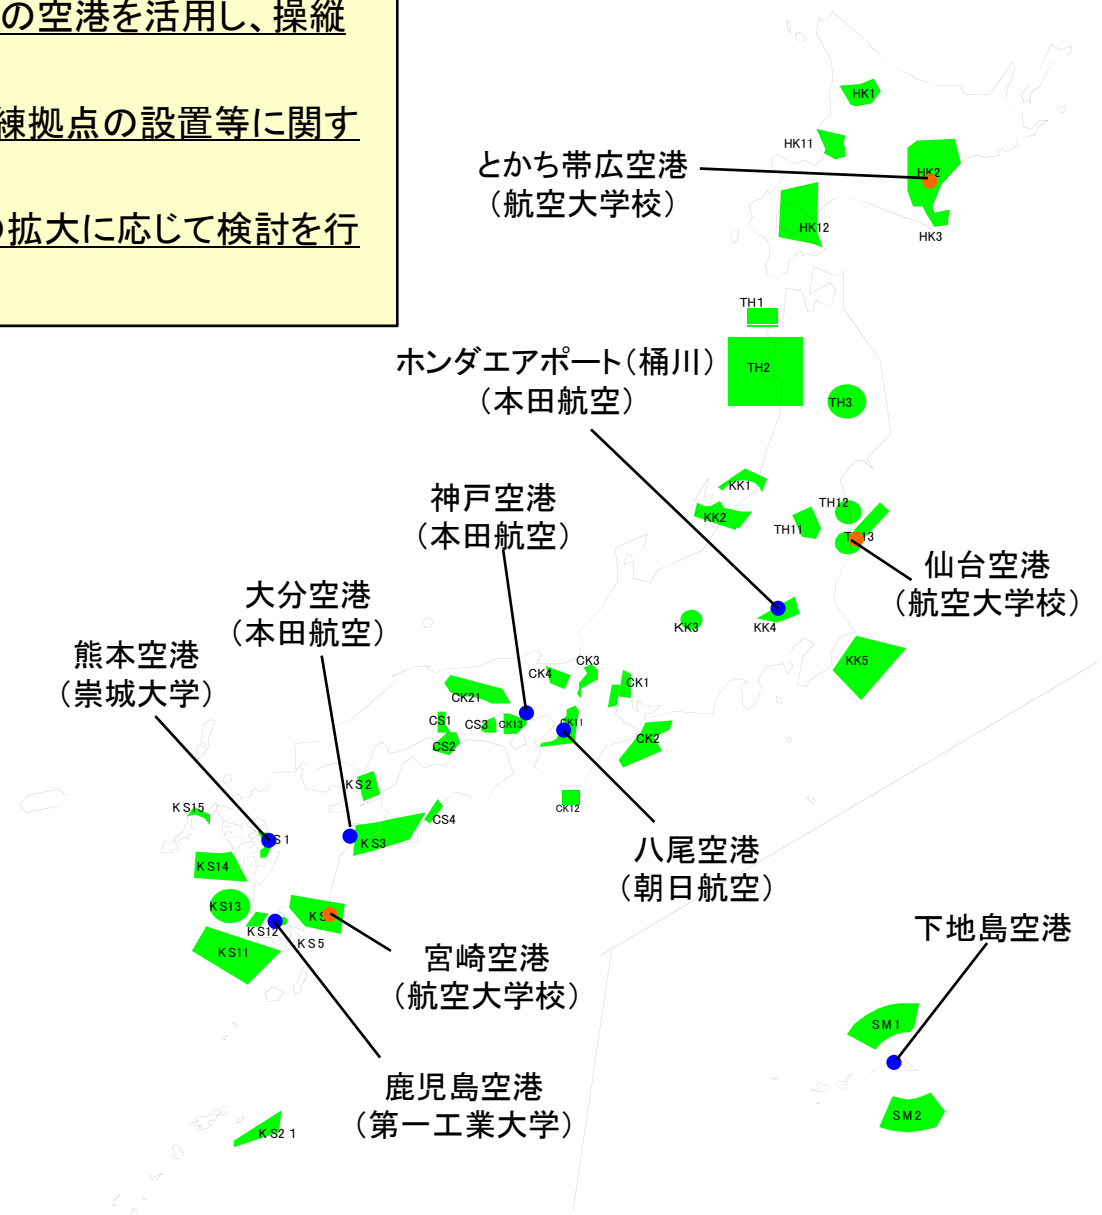 の空港を活用し、操縦
練拠点の設置等に関す
の拡大に応じて検討を行
とかち帯広空港
(航空大学校)
HK1
HK11
HK2
HK12
HK3
TH1
ホンダエアポート(桶川)
(本田航空)
TH2
TH3
神戸空港
(本田航空)
KK1
KK2
TH12
TH11
TH13
仙台空港
(航空大学校)
大分空港
(本田航空)
KK3
KK4
KK5
熊本空港
(崇城大学)
CK3
CK4
CK1
CK21
CS1
CS3
CK13
CK11
CS2
CK2
KS2
CK12
KS15
CS4
KS3
S1
KS14
八尾空港
(朝日航空)
KS13
KS
KS12
KS5
KS11
下地島空港
宮崎空港
(航空大学校)
SM1
鹿児島空港
(第一工業大学)
KS21
SM2